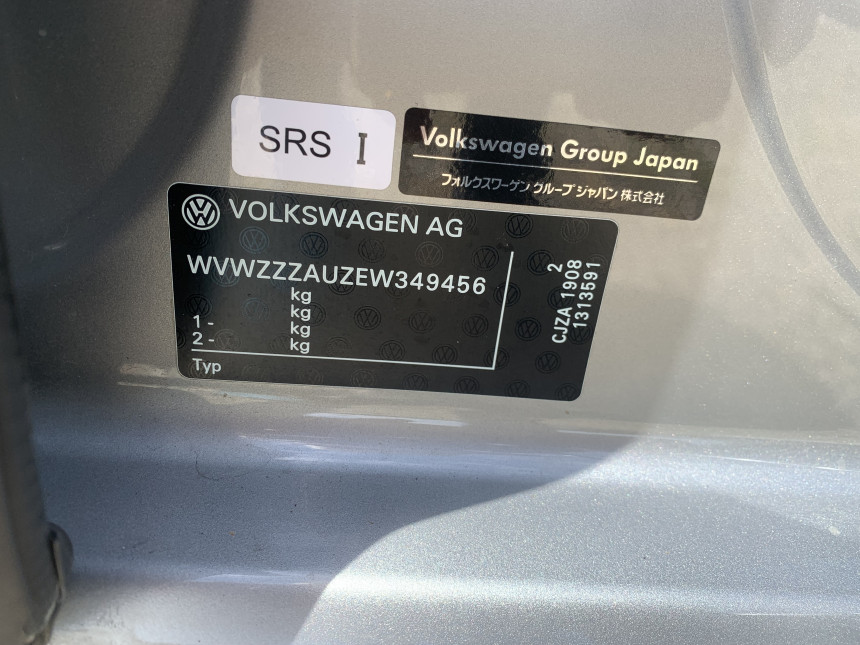 SRS I
Volkswagen Group Japan
フォルクスワーゲン グループ ジャパン 株式会社
VOLKSWAGEN AG
WVWZZZAUZEW349456
kg
kg
1 - kg
2 - kg
Typ
2
CJZA 1908
1313591